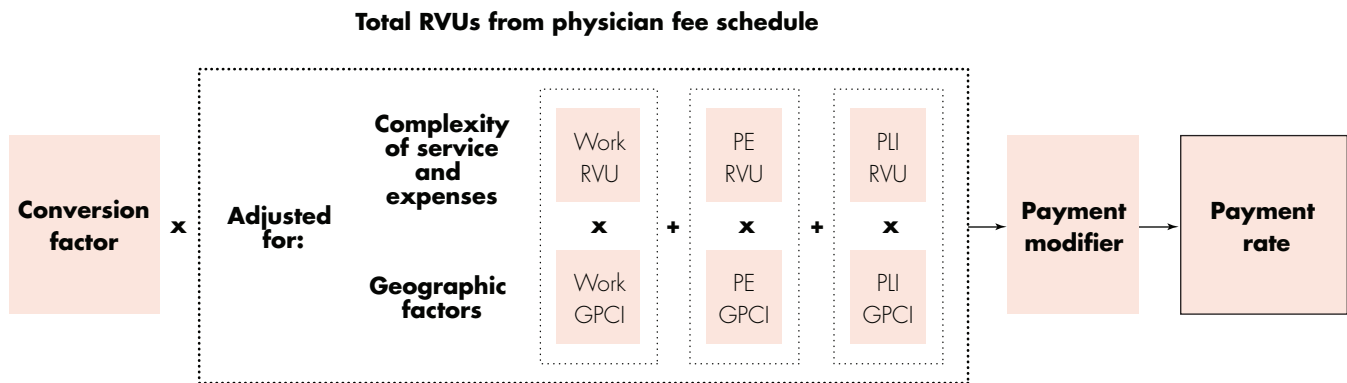 Total RVUs from physician fee schedule
Conversion
factor
x
Adjusted
for:
Complexity
of service
and
expenses
Geographic
factors
Work
RVU
x
Work
GPCI
+
PE
RVU
x
PE
GPCI
+
PLI
RVU
x
PLI
GPCI
Payment
modifier
Payment
rate